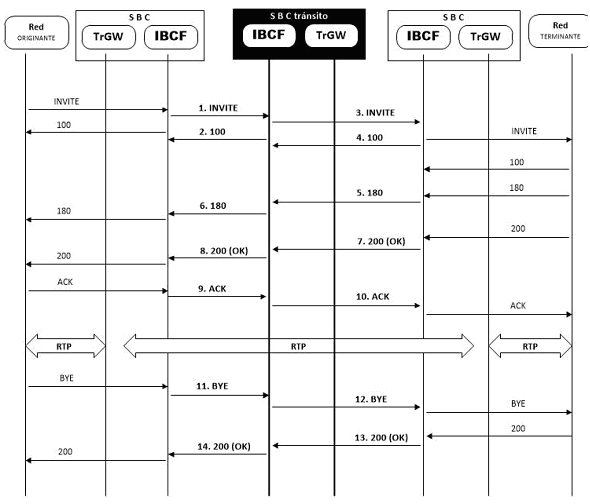 S B C
S B C tránsito
S B C
Red
ORIGINANTE
TrGW
IBCF
IBCF
TrGW
IBCF
TrGW
Red
TERMINANTE
INVITE
1. INVITE
3. INVITE
100
2. 100
4. 100
INVITE
100
5. 180
180
180
6. 180
200
7. 200 (OK)
8. 200 (OK)
200
ACK
9. ACK
10. ACK
ACK
RTP
RTP
RTP
BYE
11. BYE
12. BYE
BYE
200
13. 200 (OK)
14. 200 (OK)
200